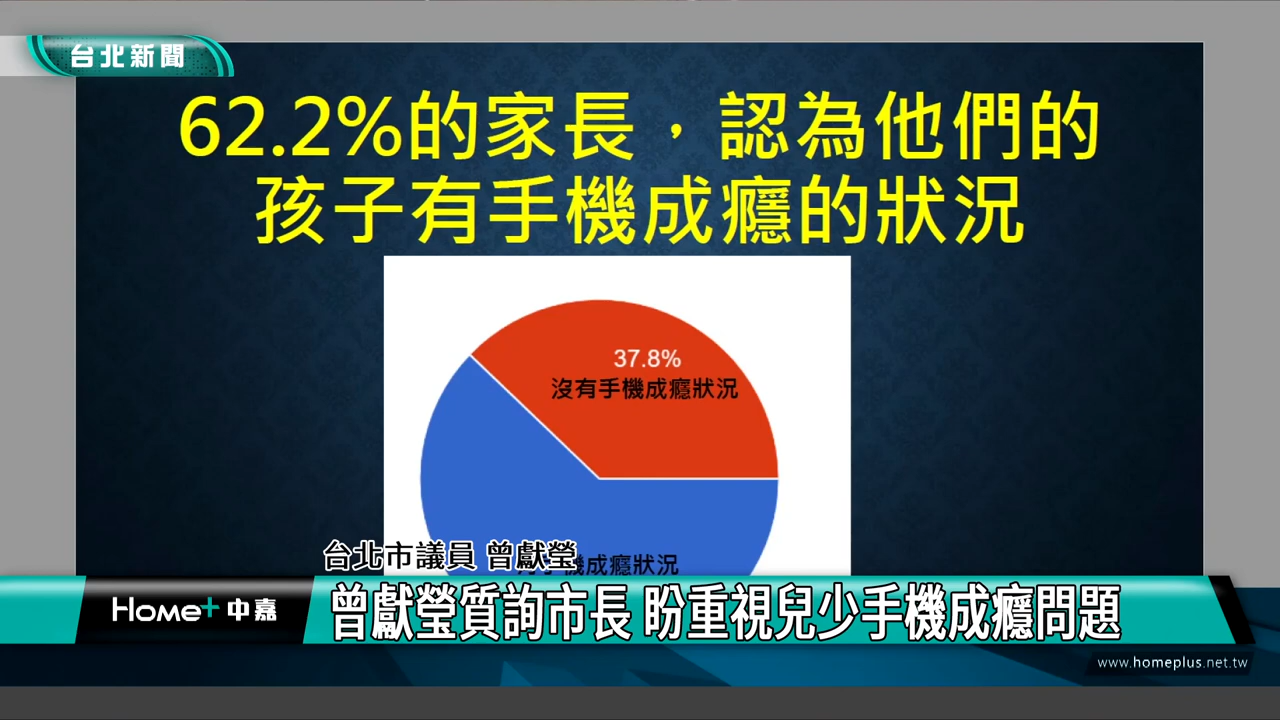 台北新聞
62.2%的家長，認為他們的
孩子有手機成癮的狀況
37.8%
沒有手機成癮狀況
機成癮狀況
台北市議員 曾獻瑩
Home+中嘉
曾獻瑩質詢市長 盼重視兒少手機成癮問題
www.homeplus.net.tw